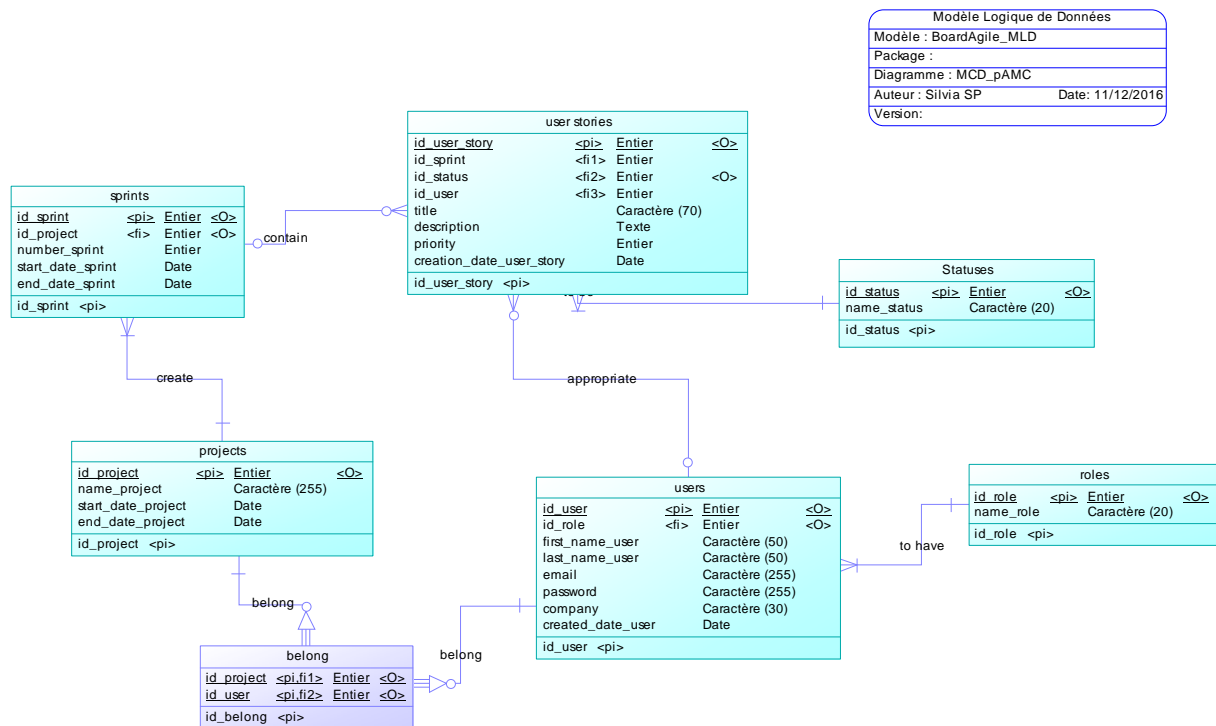 Modèle Logique de Données
Modèle : BoardAgile_MLD
Package :
Diagramme : MCD_pAMC
Auteur : Silvia SP Date: 11/12/2016
Version:
user stories
id_user_story <pi> Entier <O>
id_sprint <fi1> Entier
id_status <fi2> Entier <O>
id_user <fi3> Entier
title Caractère (70)
description Texte
priority Entier
creation_date_user_story Date
id_user_story <pi>
sprints
id_sprint <pi> Entier <O>
id_project <fi> Entier <O>
number_sprint Entier
start_date_sprint Date
end_date_sprint Date
id_sprint <pi>
contain
Statuses
id_status <pi> Entier <O>
name_status Caractère (20)
id_status <pi>
create
appropriate
projects
id_project <pi> Entier <O>
name_project Caractère (255)
start_date_project Date
end_date_project Date
id_project <pi>
users
id_user <pi> Entier <O>
id_role <fi> Entier <O>
first_name_user Caractère (50)
last_name_user Caractère (50)
email Caractère (255)
password Caractère (255)
company Caractère (30)
created_date_user Date
id_user <pi>
roles
id_role <pi> Entier <O>
name_role Caractère (20)
id_role <pi>
to have
belong
belong
belong
id_project <pi,fi1> Entier <O>
id_user <pi,fi2> Entier <O>
id_belong <pi>